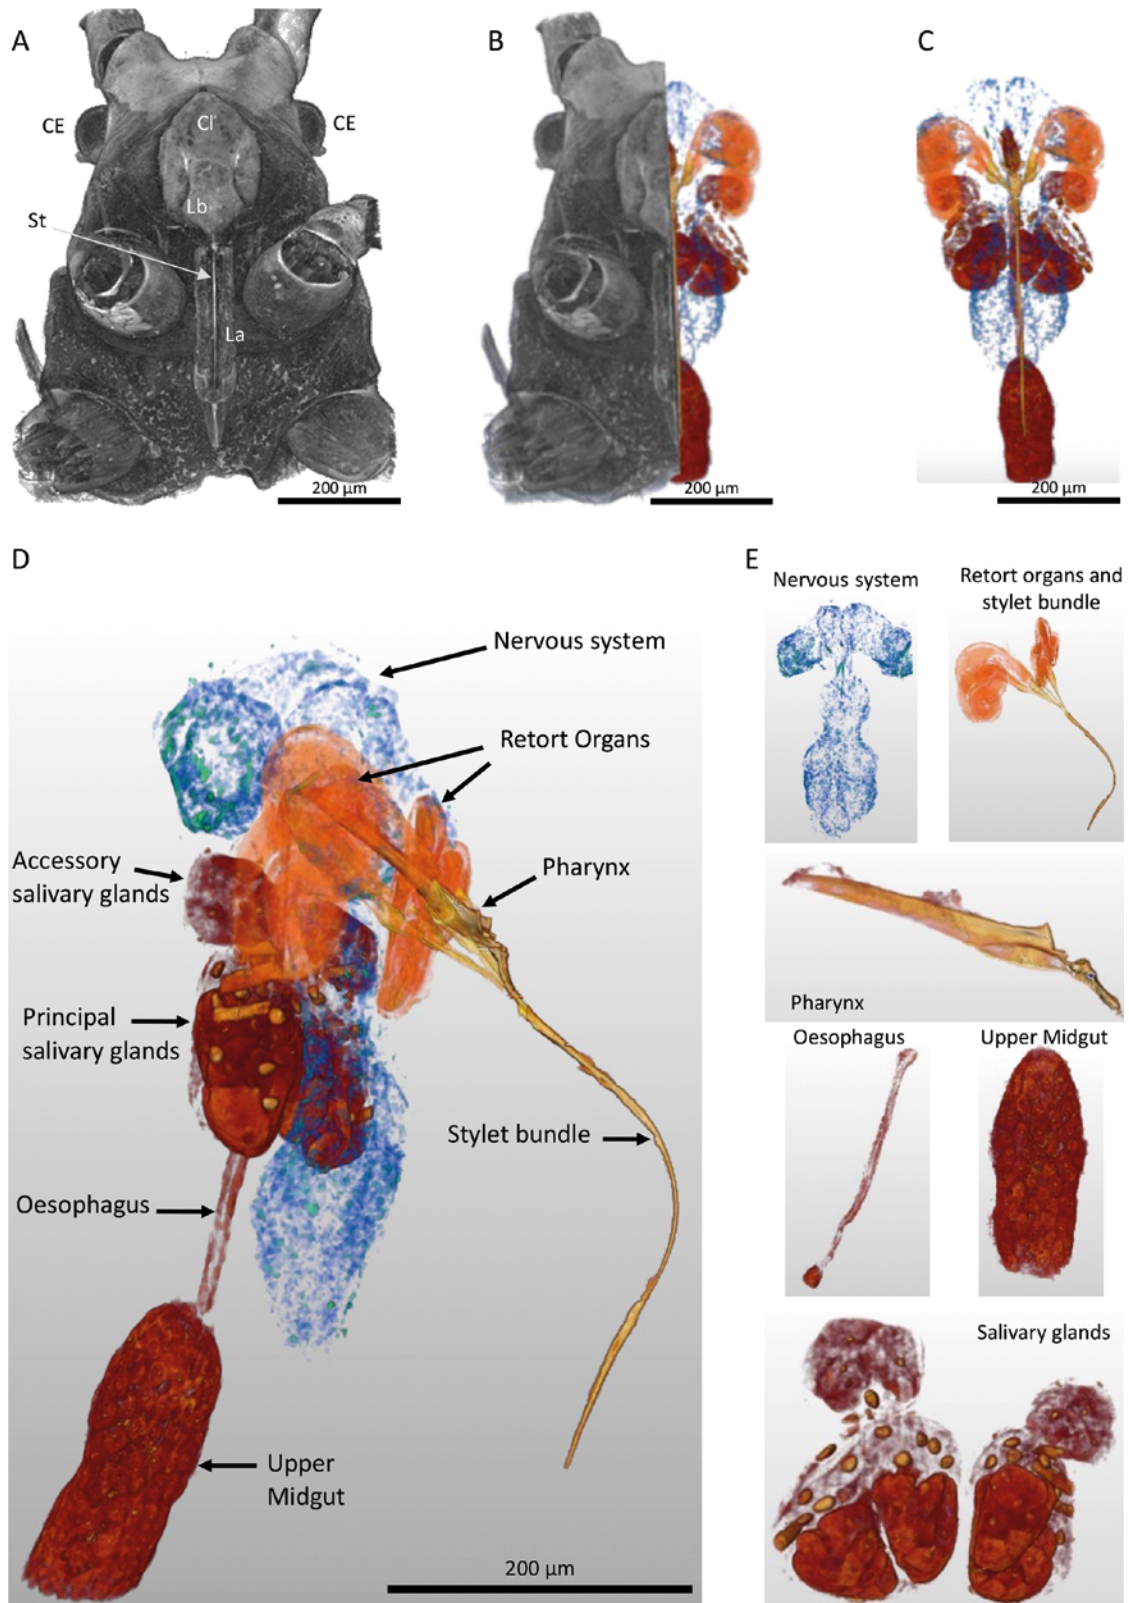 A
B
C
CE
CE
Cl
Lb
St
La
200 µm
200 µm
200 µm
D
E
Nervous system
Retort Organs
Accessory
salivary glands
Pharynx
Principal
salivary glands
Stylet bundle
Oesophagus
Upper
Midgut
200 µm
Nervous system
Retort organs and
stylet bundle
Pharynx
Oesophagus
Upper Midgut
Salivary glands